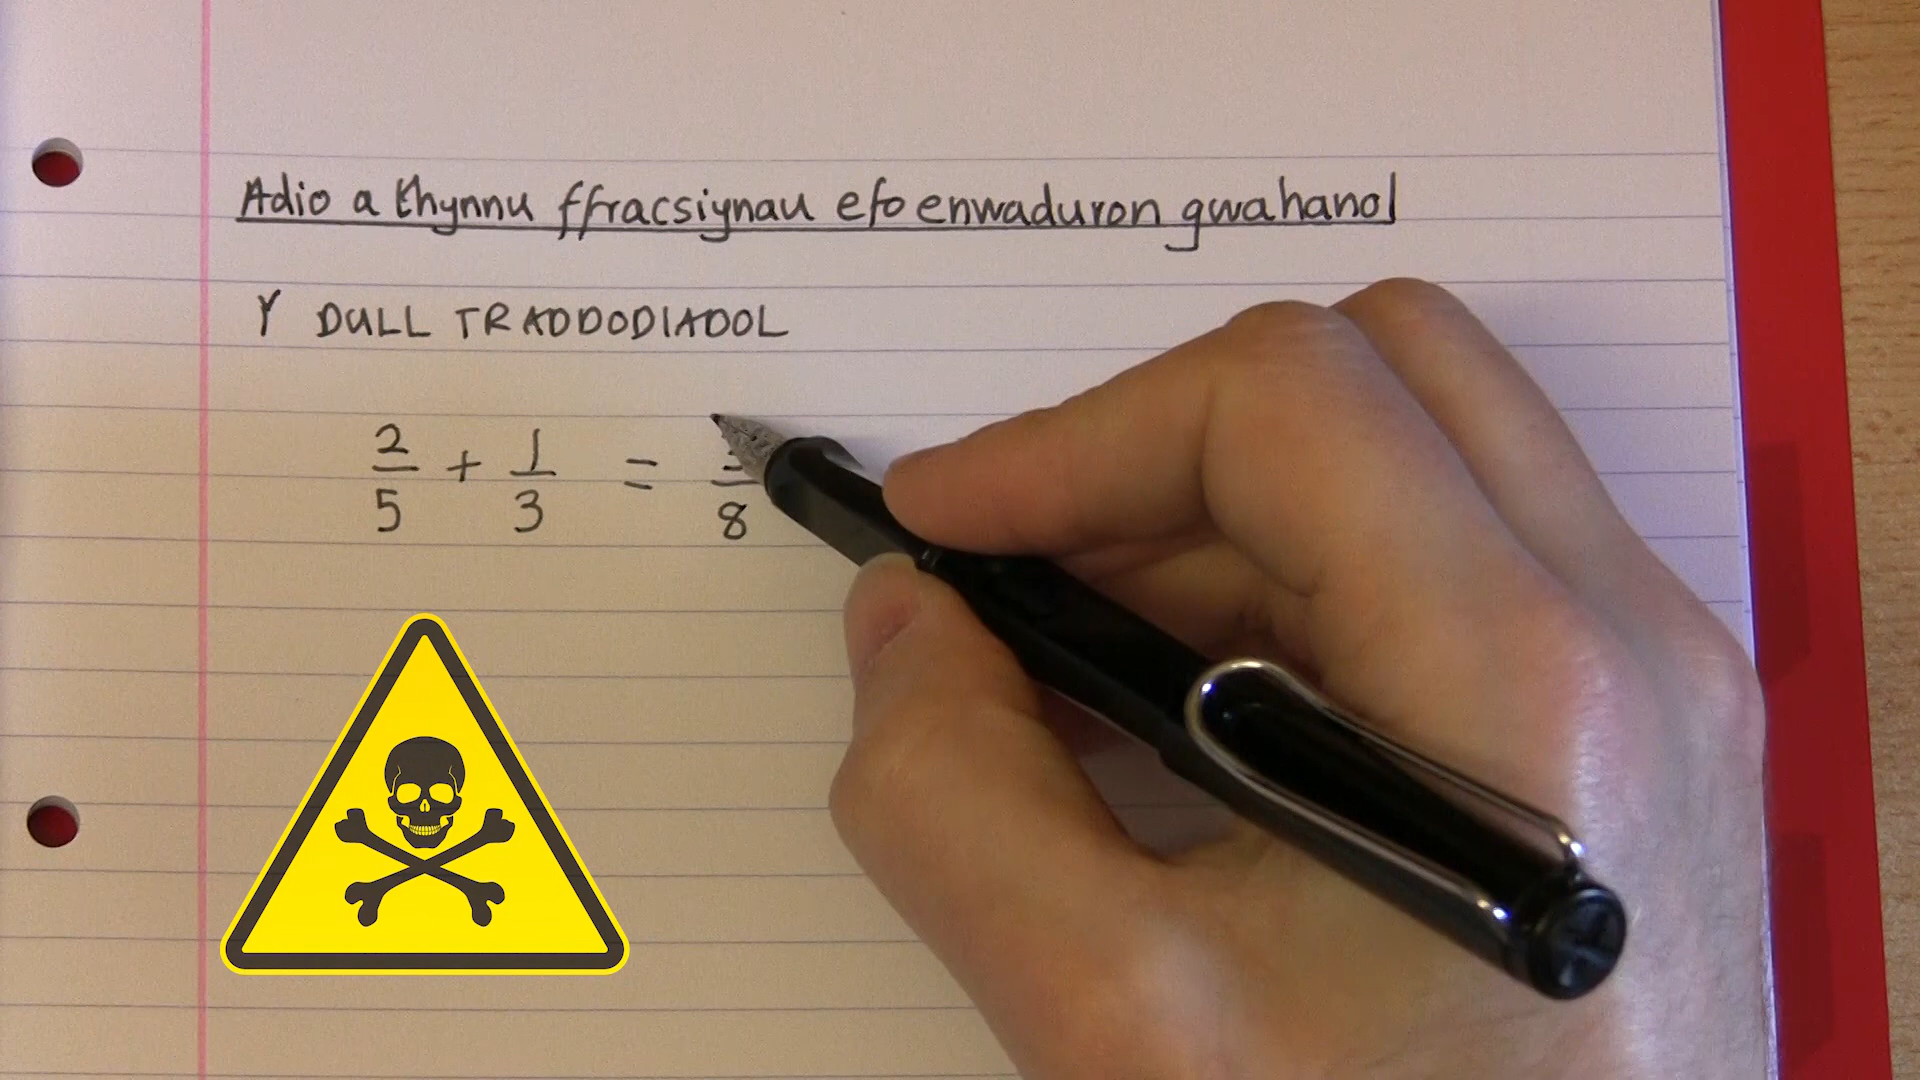 Adio a thynnu ffracsiynau efo enwaduron gwahanol
Y DULL TRADDODIADOL
2/5 + 1/3 = /8